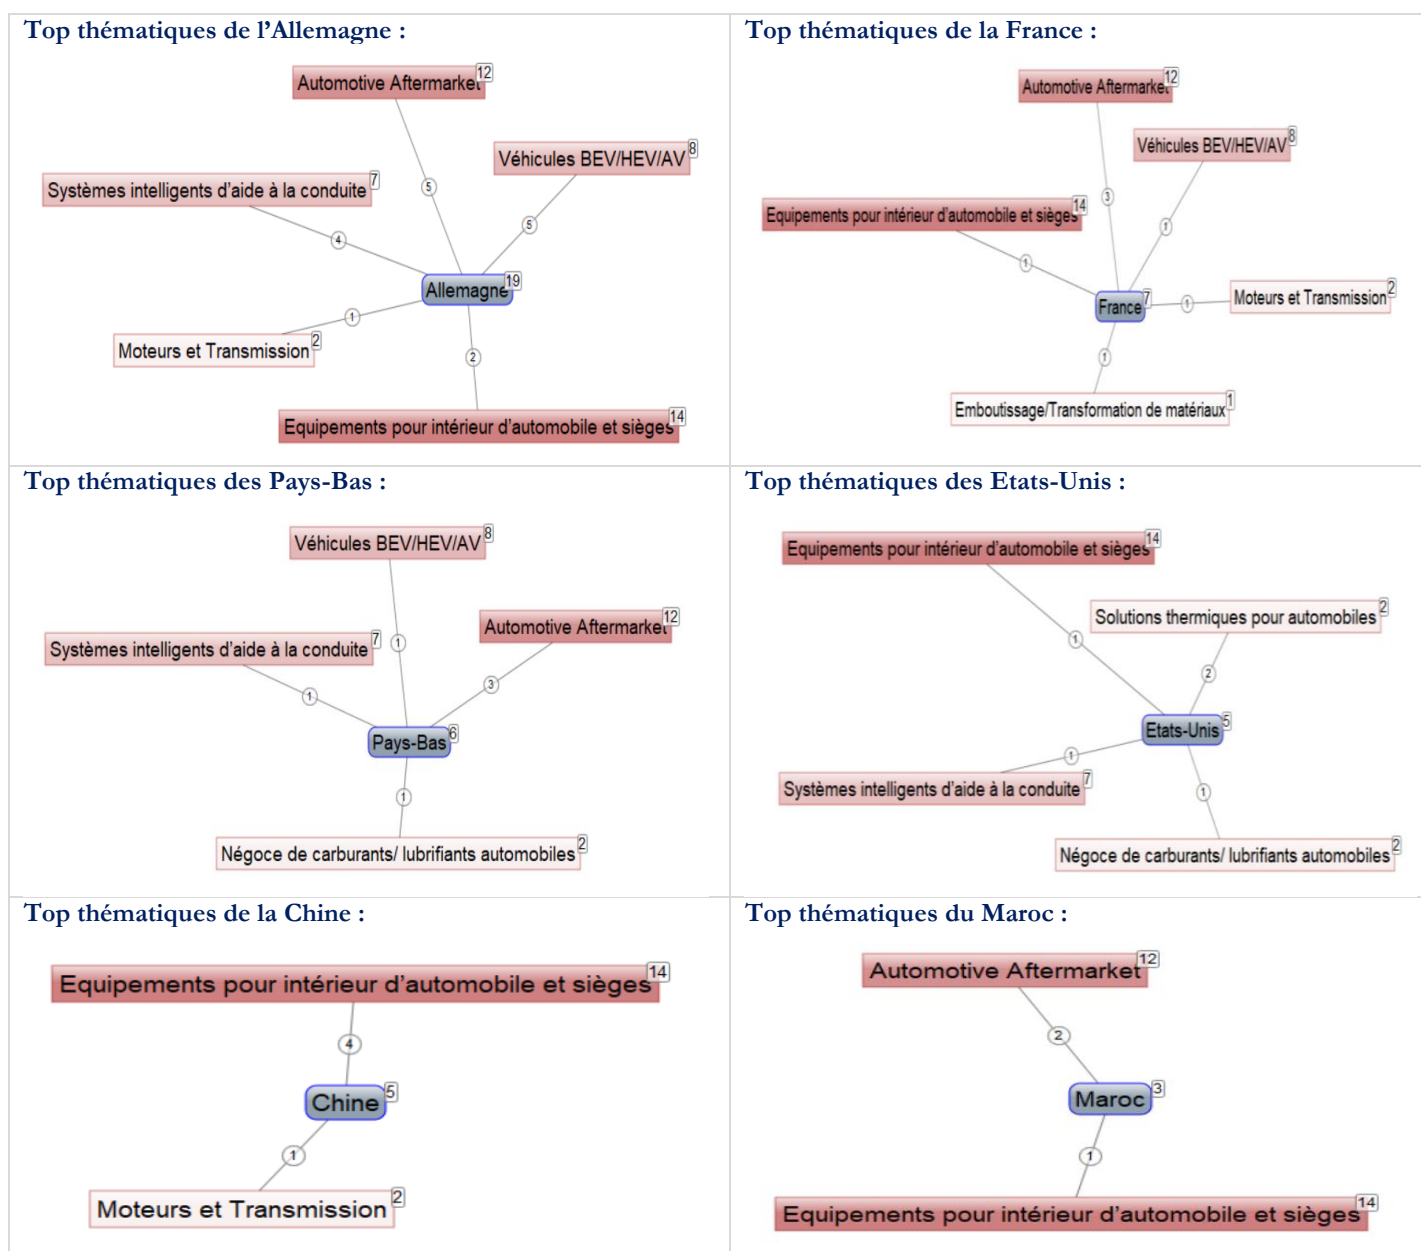 Top thématiques de l’Allemagne :
Automotive Aftermarket 12
Véhicules BEV/HEV/AV 8
Systèmes intelligents d’aide à la conduite 7
5
5
4
Allemagne 19
1
Moteurs et Transmission 2
2
Equipements pour intérieur d’automobile et sièges 14
Top thématiques de la France :
Automotive Aftermarket 12
Véhicules BEV/HEV/AV 8
Equipements pour intérieur d’automobile et sièges 14
3
1
1
Moteurs et Transmission 2
1
France 7
1
Emboutissage/Transformation de matériaux 1
Top thématiques des Pays-Bas :
Véhicules BEV/HEV/AV 8
Automotive Aftermarket 12
Systèmes intelligents d’aide à la conduite 7
1
3
1
Pays-Bas 6
1
Négoce de carburants/ lubrifiants automobiles 2
Top thématiques des Etats-Unis :
Equipements pour intérieur d’automobile et sièges 14
Solutions thermiques pour automobiles 2
1
2
Etats-Unis 5
1
Systèmes intelligents d’aide à la conduite 7
1
Négoce de carburants/ lubrifiants automobiles 2
Top thématiques de la Chine :
Equipements pour intérieur d’automobile et sièges 14
4
Chine 5
1
Moteurs et Transmission 2
Top thématiques du Maroc :
Automotive Aftermarket 12
2
Maroc 3
1
Equipements pour intérieur d’automobile et sièges 14